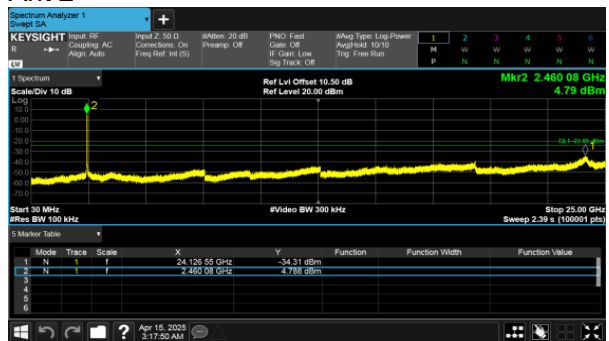 Spectrum Analyzer 1
Swept SA
KEYSIGHT Input: RF Input Z: 50 Ω #Atten: 20 dB PNO: Fast #Avg Type: Log-Power 1 2 3 4 5 6
R Coupling: AC Corrections: On Preamp: Off Gate: Off Avg|Hold: 10/10 M W W W W W
Align: Auto Freq Ref: Int (S) IF Gain: Low Trig: Free Run
LXI Sig Track: Off P N N N N N
1 Spectrum Ref Lvl Offset 10.50 dB Mkr2 2.460 08 GHz
Scale/Div 10 dB Ref Level 20.00 dBm 4.79 dBm
Log
10.0
0.00
-10.0
-20.0
-30.0
-40.0
-50.0
-60.0
-70.0
2
1
Start 30 MHz #Video BW 300 kHz Stop 25.00 GHz
#Res BW 100 kHz Sweep 2.39 s (100001 pts)
5 Marker Table
Mode Trace Scale X Y Function Function Width Function Value
1 N 1 f 24.126 55 GHz -34.31 dBm
2 N 1 f 2.460 08 GHz 4.788 dBm
3
4
5
6
? Apr 15, 2025
3:17:50 AM